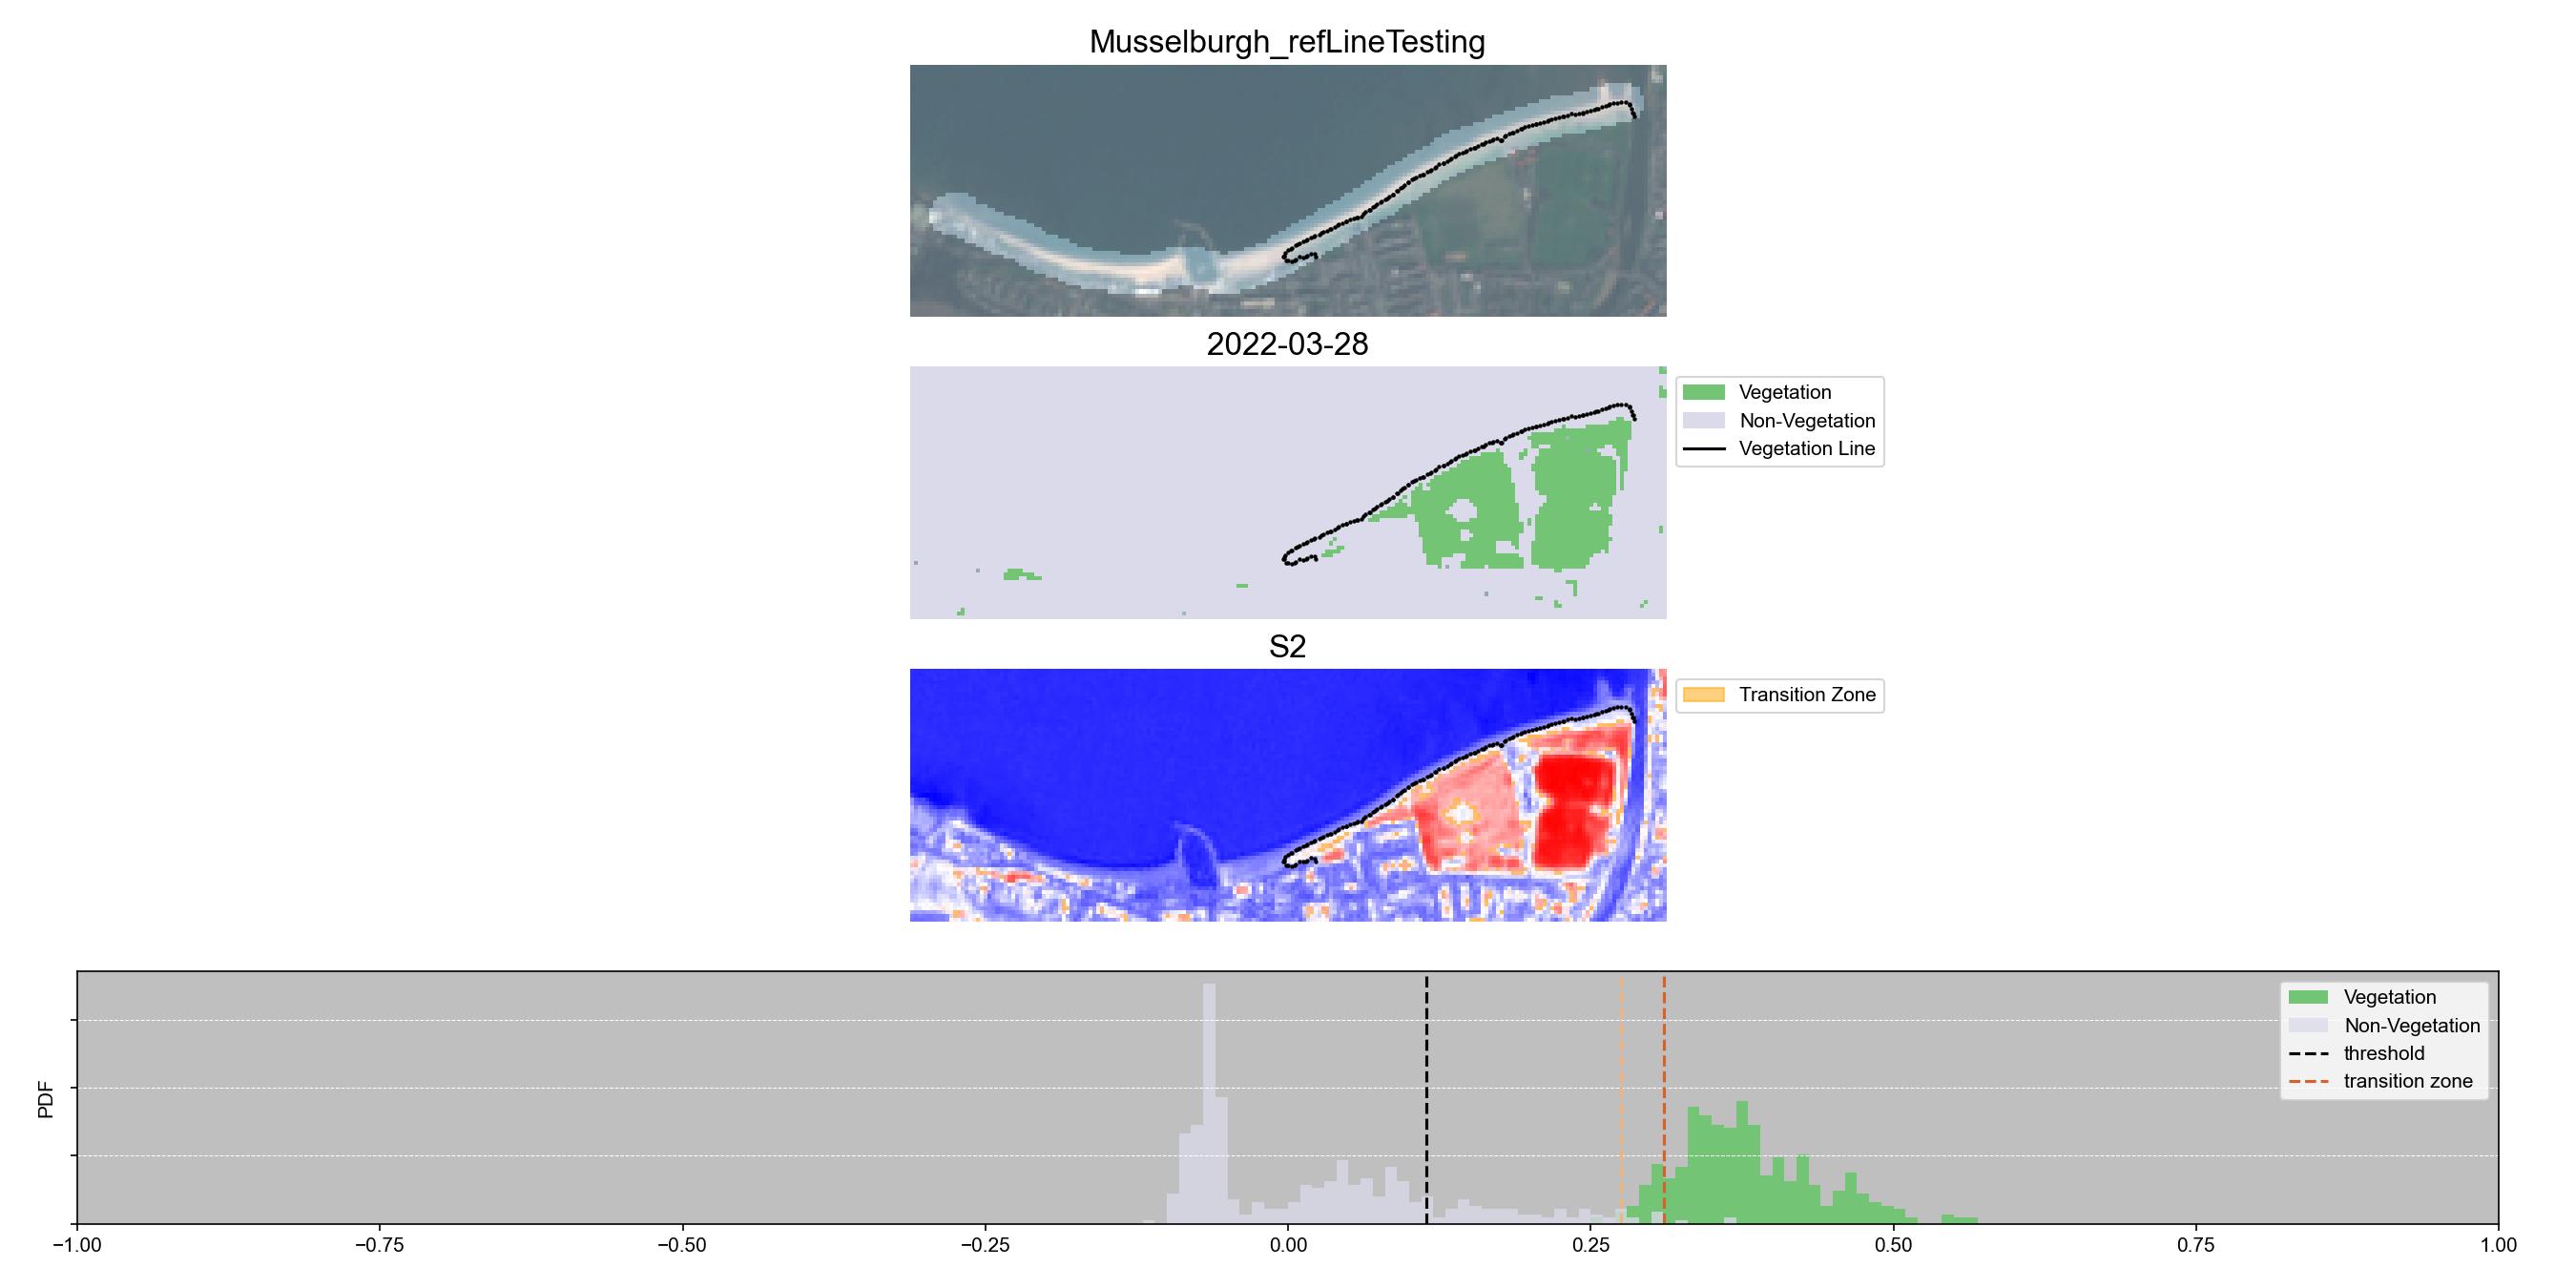 Musselburgh_refLineTesting
2022-03-28
Vegetation
Non-Vegetation
Vegetation Line
S2
Transition Zone
PDF
Vegetation
Non-Vegetation
threshold
transition zone
−1.00 −0.75 −0.50 −0.25 0.00 0.25 0.50 0.75 1.00